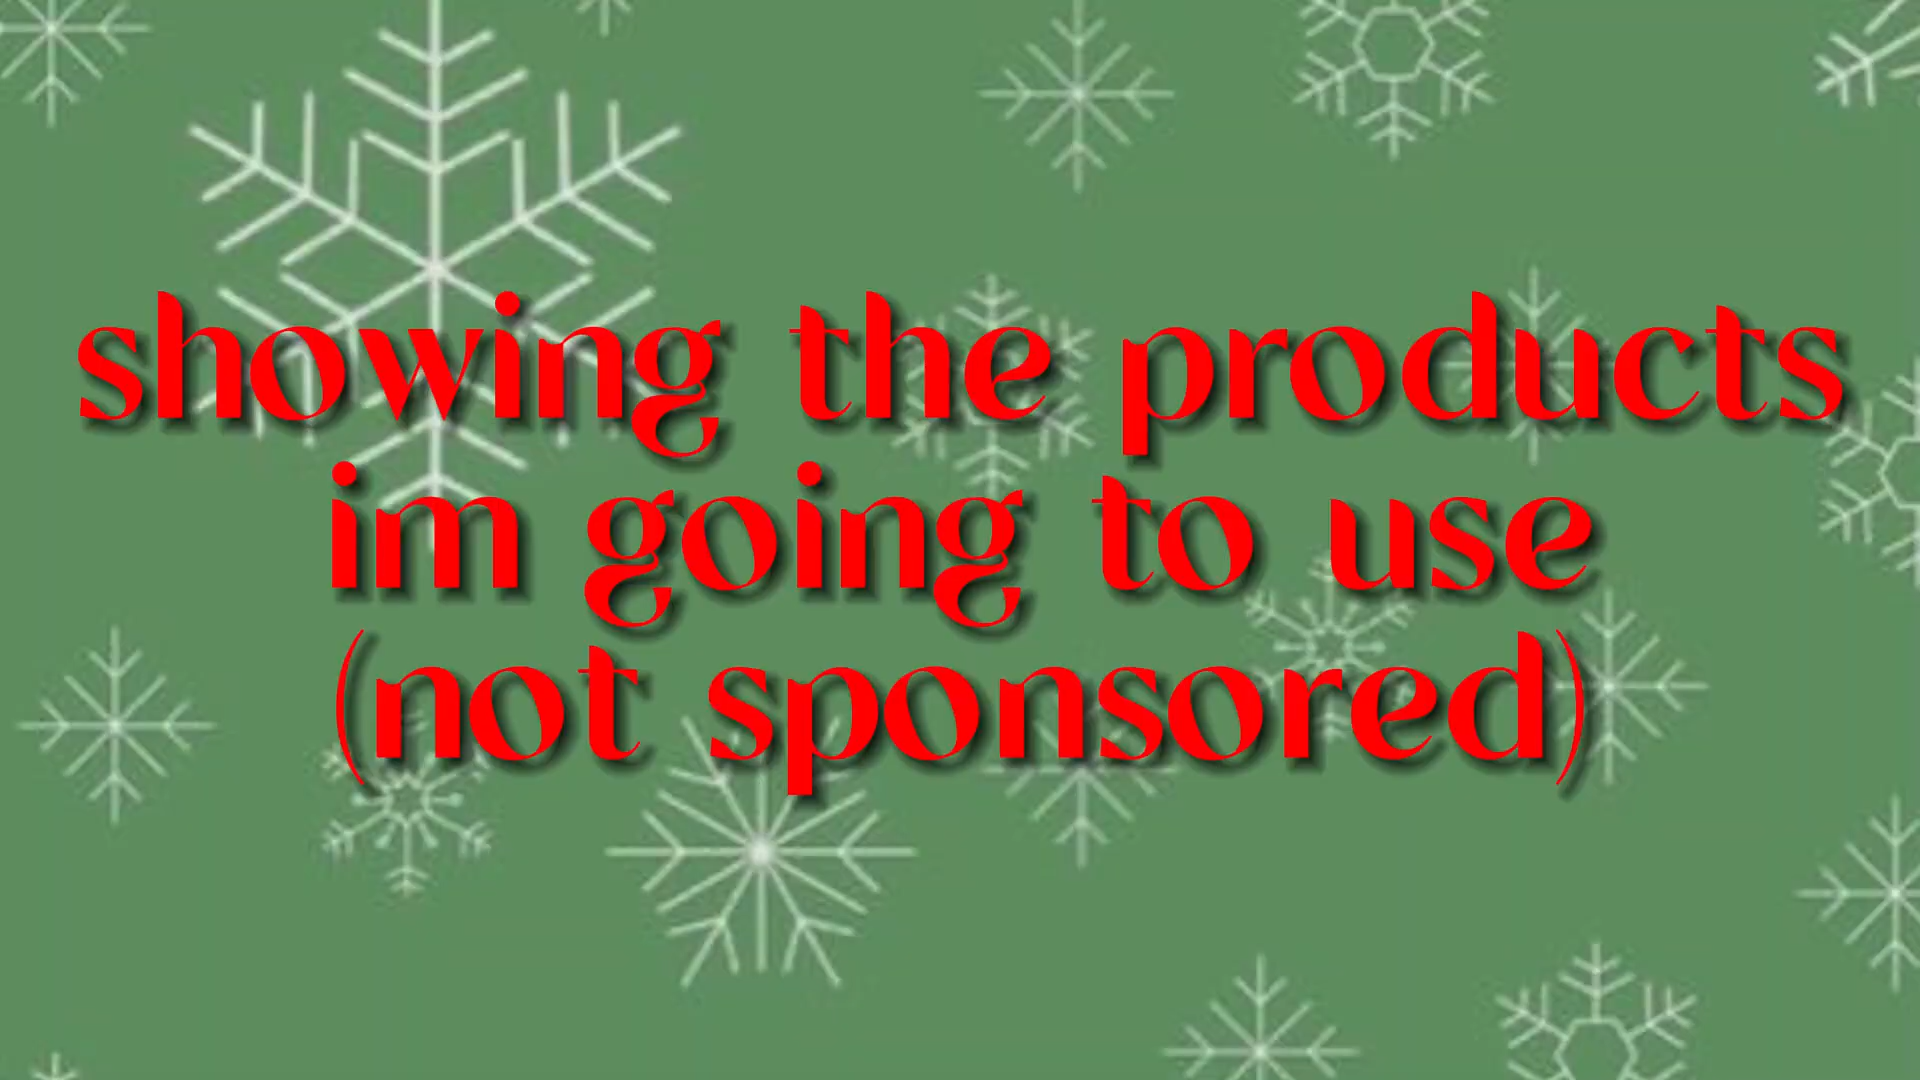 showing the products
im going to use
(not sponsored)